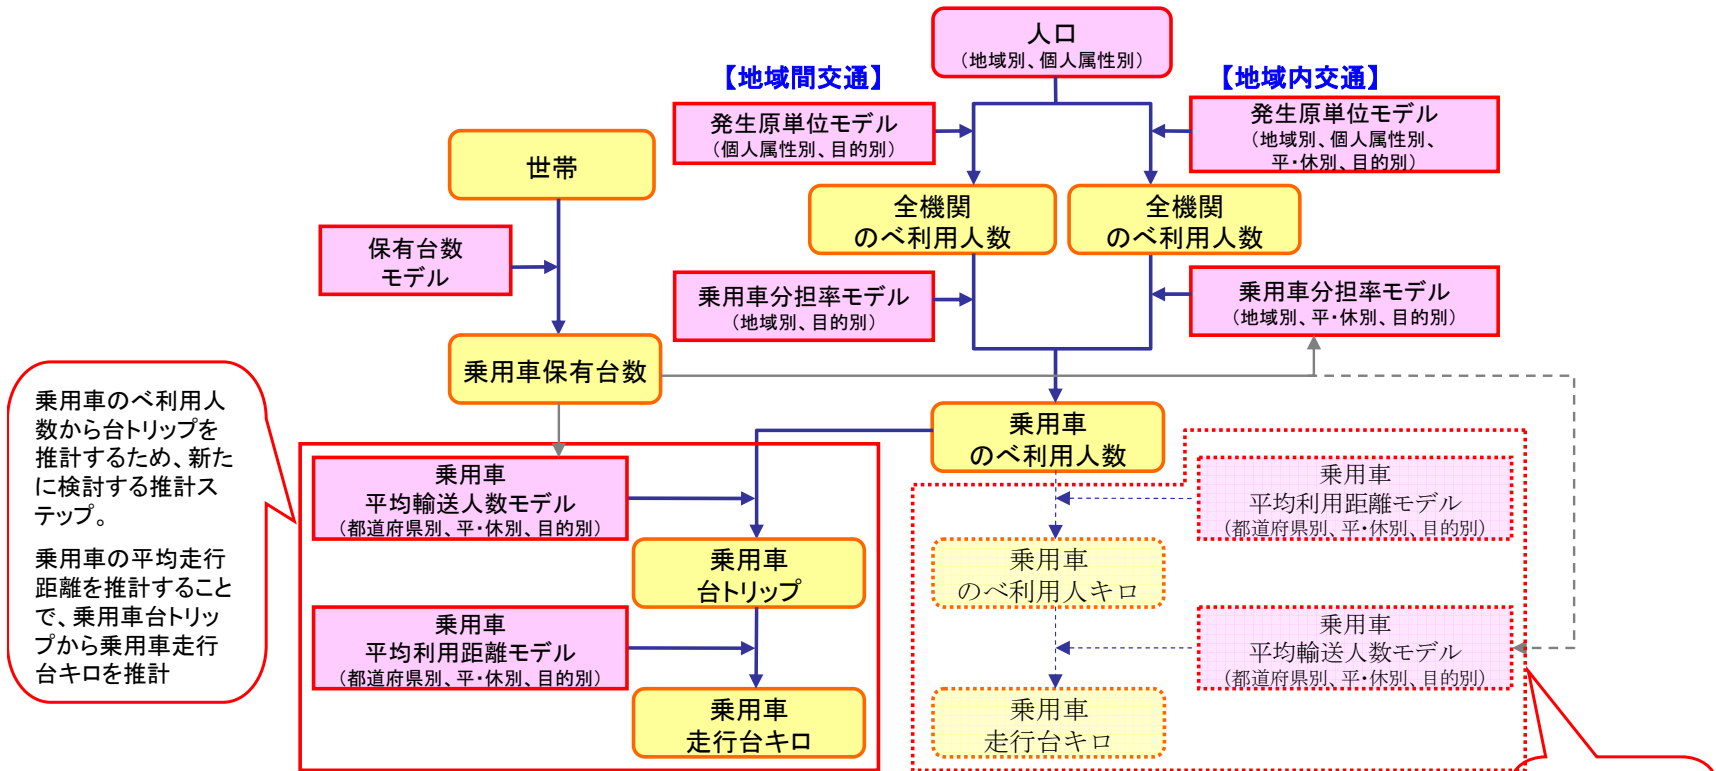 人口
（地域別、個人属性別）
【地域間交通】
【地域内交通】
発生原単位モデル
（個人属性別、目的別）
発生原単位モデル
（地域別、個人属性別、
平・休別、目的別）
世帯
全機関
のべ利用人数
全機関
のべ利用人数
保有台数
モデル
乗用車分担率モデル
（地域別、目的別）
乗用車分担率モデル
（地域別、平・休別、目的別）
乗用車保有台数
乗用車のべ利用人
数から台トリップを
推計するため、新た
に検討する推計ス
テップ。
乗用車の平均走行
距離を推計すること
で、乗用車台トリッ
プから乗用車走行
台キロを推計
乗用車
のべ利用人数
乗用車
平均輸送人数モデル
（都道府県別、平・休別、目的別）
乗用車
平均利用距離モデル
（都道府県別、平・休別、目的別）
乗用車
台トリップ
乗用車
のべ利用人キロ
乗用車
平均利用距離モデル
（都道府県別、平・休別、目的別）
乗用車
平均輸送人数モデル
（都道府県別、平・休別、目的別）
乗用車
走行台キロ
乗用車
走行台キロ